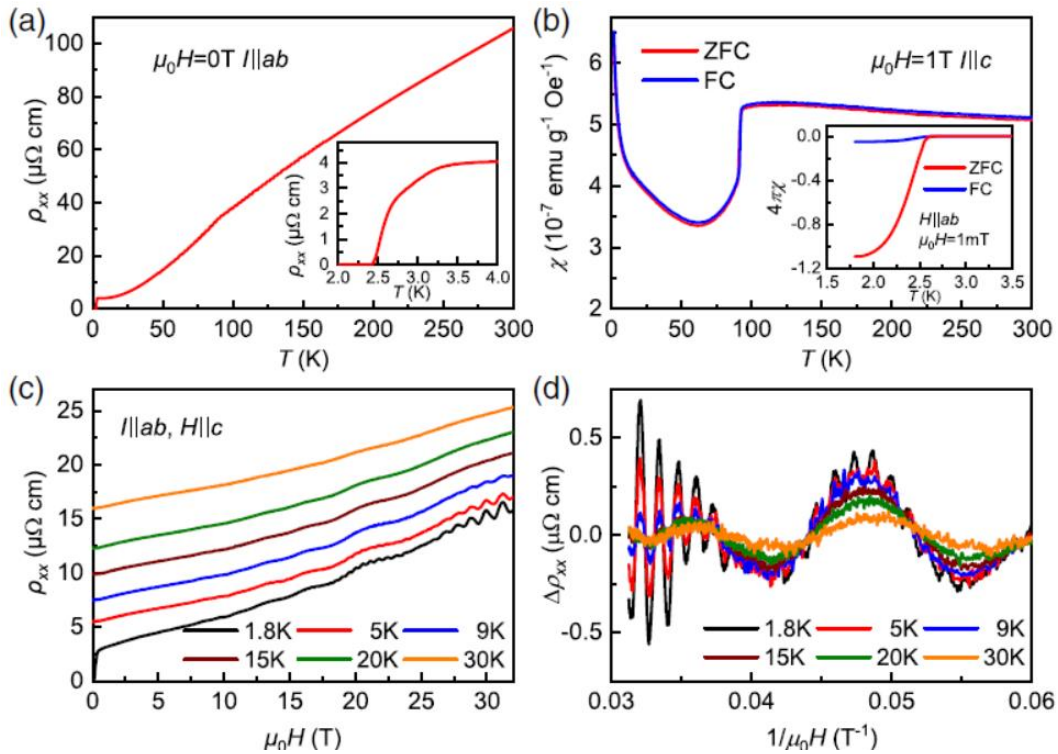 (a)
100
80
60
40
20
0
ρxx (μΩ cm)
μ0H=0T I||ab
4
3
2
1
0
ρxx (μΩ cm)
2.0 2.5 3.0 3.5 4.0
T (K)
0 50 100 150 200 250 300
T (K)
(b)
6
5
4
3
2
χ (10-7 emu g-1 Oe-1)
ZFC
FC
μ0H=1T I||c
0.0
-0.4
-0.8
-1.2
4πχ
ZFC
FC
H||ab
μ0H=1mT
1.5 2.0 2.5 3.0 3.5
T (K)
0 50 100 150 200 250 300
T (K)
(c)
25
20
15
10
5
0
ρxx (μΩ cm)
I||ab, H||c
1.8K 5K 9K
15K 20K 30K
0 5 10 15 20 25 30
μ0H (T)
(d)
0.5
0.0
-0.5
Δρxx (μΩ cm)
1.8K 5K 9K
15K 20K 30K
0.03 0.04 0.05 0.06
1/μ0H (T-1)